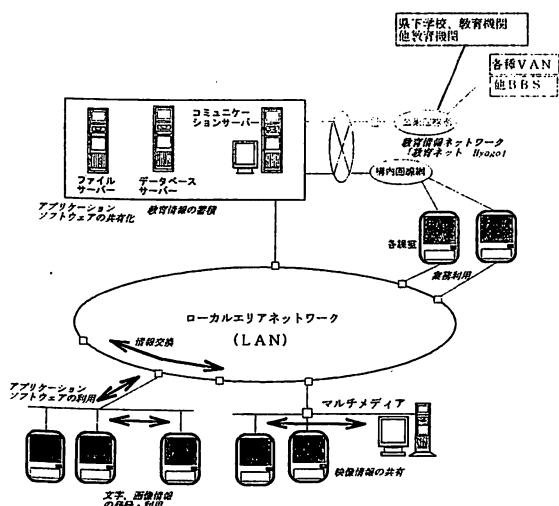 県下学校、教育機関
他教育機関
各種VAN
他BBS
教育情報ネットワーク
「教育ネット Hyogo」
コミュニケー
ションサーバー
ファイル
サーバー
データベース
サーバー
アプリケーション
ソフトウェアの共有化
教育情報の蓄積
構内回線網
各課室
業務利用
ローカルエリアネットワーク
(LAN)
情報交換
アプリケーション
ソフトウェアの利用
マルチメディア
文字、画像情報
の登録・利用
映像情報の共有